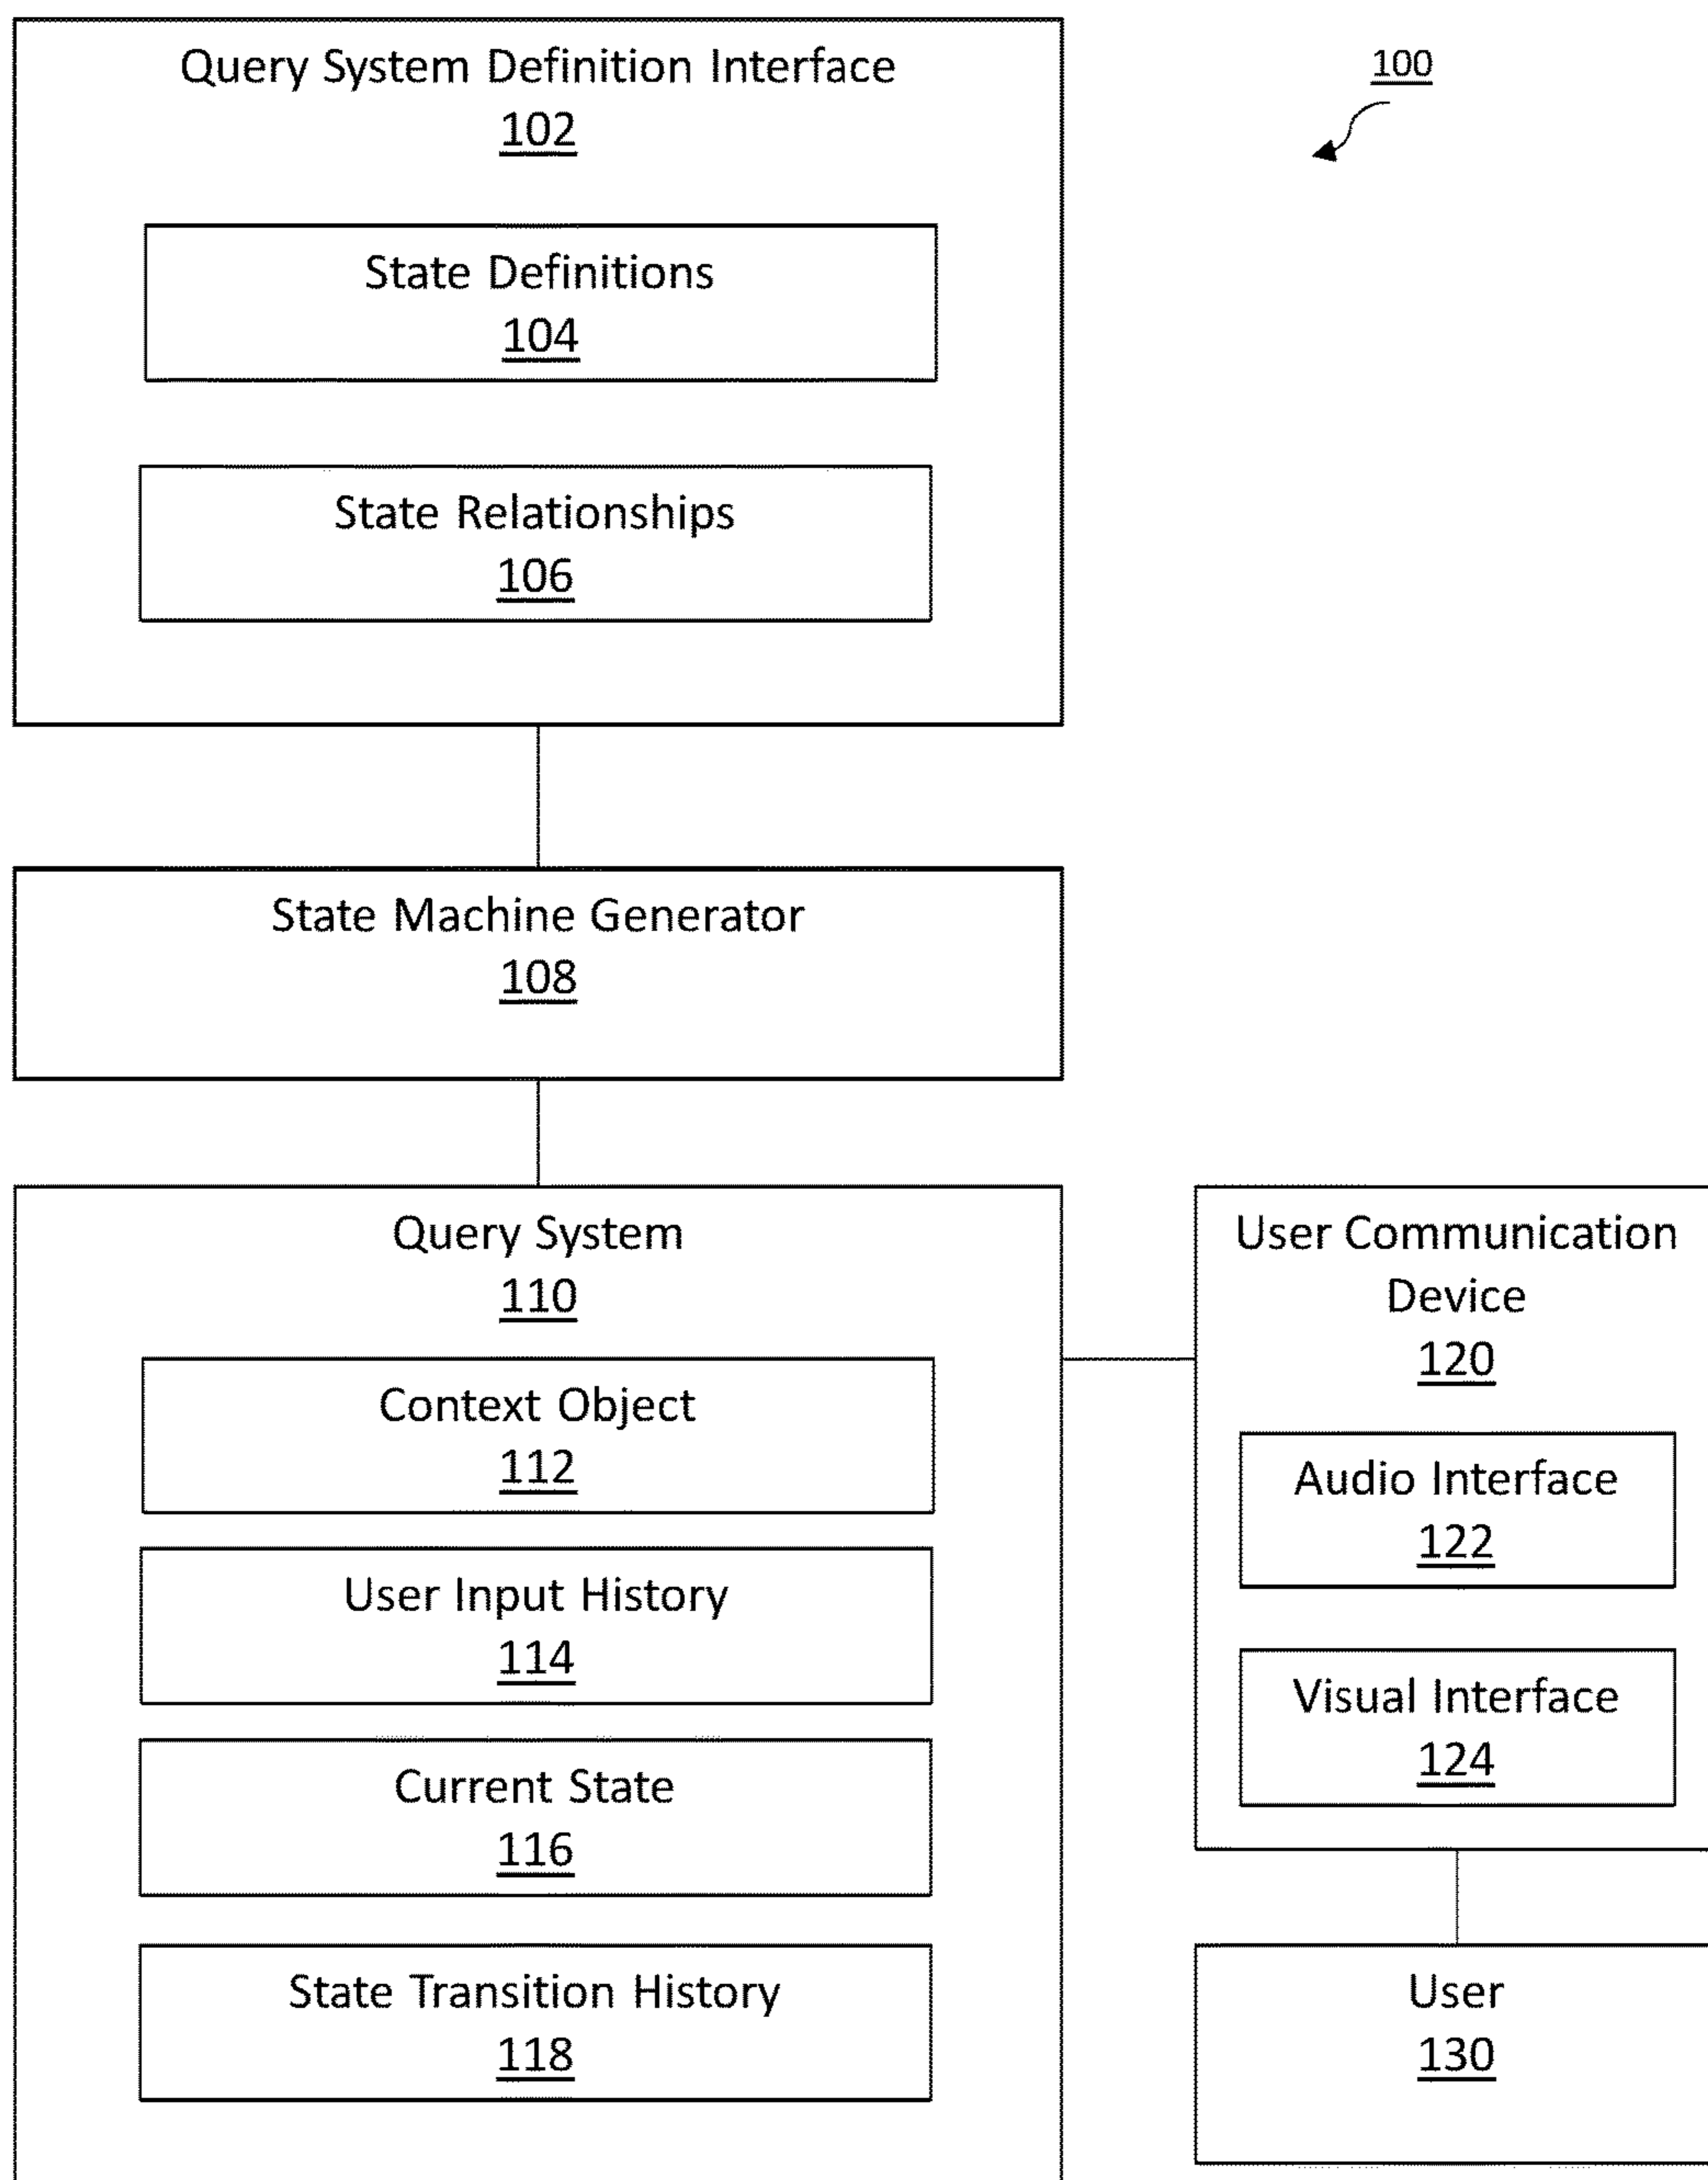 Query System Definition Interface
102
100
State Definitions
104
State Relationships
106
State Machine Generator
108
Query System
110
Context Object
112
User Input History
114
Current State
116
State Transition History
118
User Communication
Device
120
Audio Interface
122
Visual Interface
124
User
130